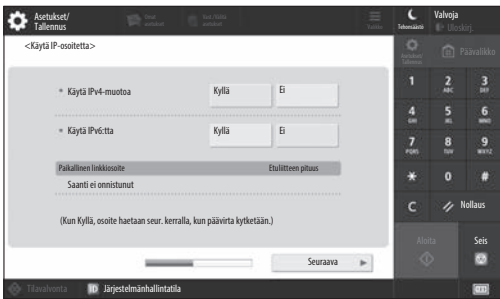 Asetukset/
Tallennus
Valvoja
Tehonsäästö
Uloskirj.
<Käytä IP-osoitetta>
Päävalikko
Käytä IPv4-muotoa
Kyllä
Ei
Käytä IPv6:tta
Kyllä
Ei
Paikallinen linkkiosoite
Etuliitteen pituus
Saanti ei onnistunut
(Kun Kyllä, osoite haetaan seur. kerralla, kun päävirta kytketään.)
Seuraava
Tilavalvonta
ID Järjestelmänhallintatila
1
2
ABC
3
DEF
4
GHI
5
JKL
6
MNO
7
PQRS
8
TUV
9
WXYZ
*
0
#
C
Nollaus
Aloita
Seis